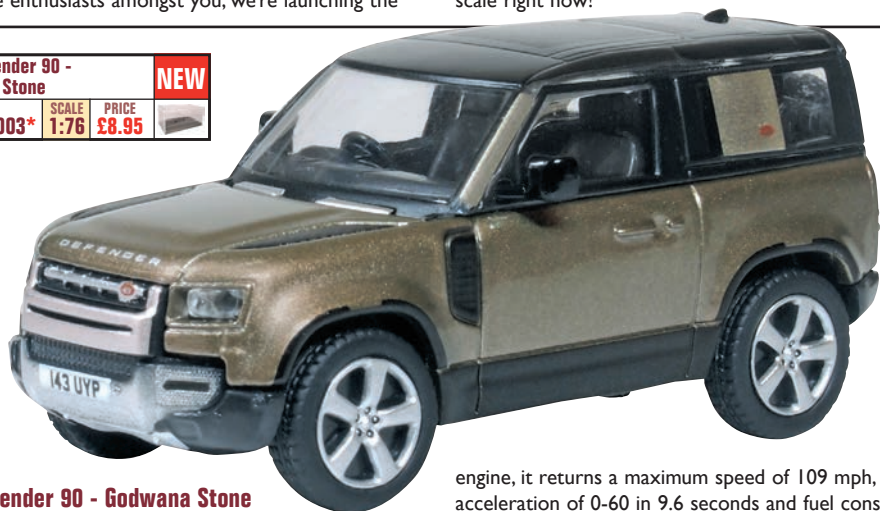 e enthusiasts amongst you, we're launching the
scale right now!
ender 90 -
Stone
NEW
003*
SCALE
1:76
PRICE
£8.95
DEFENDER
143 UYP
ender 90 - Godwana Stone
engine, it returns a maximum speed of 109 mph,
acceleration of 0-60 in 9.6 seconds and fuel cons